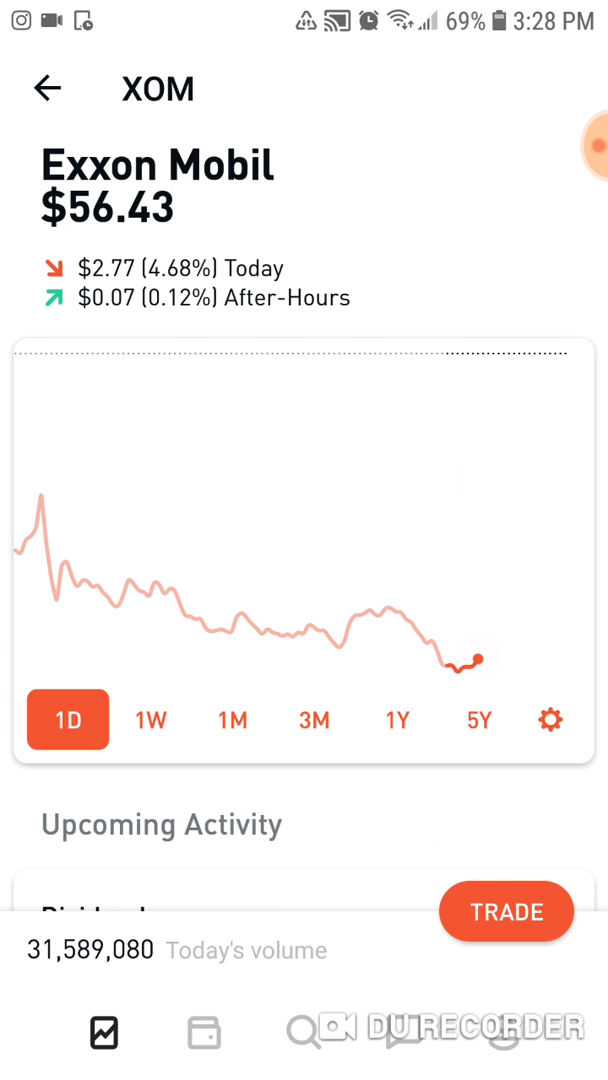 69% 3:28 PM
XOM
Exxon Mobil
$56.43
$2.77 (4.68%) Today
$0.07 (0.12%) After-Hours
1D 1W 1M 3M 1Y 5Y
Upcoming Activity
TRADE
31,589,080 Today's volume
DU RECORDER